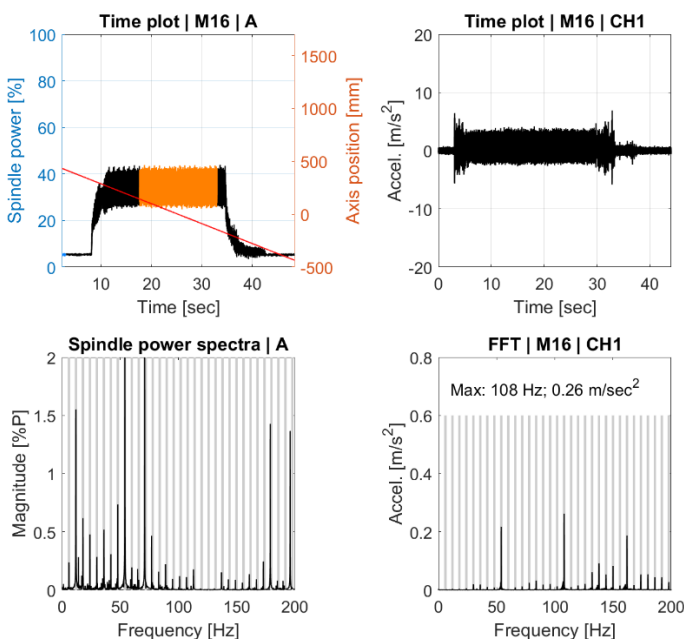 Time plot | M16 | A
100
80
60
40
20
0
Spindle power [%]
1500
1000
500
0
-500
Axis position [mm]
10 20 30 40
Time [sec]
Time plot | M16 | CH1
20
10
0
-10
-20
Accel. [m/s²]
0 10 20 30 40
Time [sec]
Spindle power spectra | A
2
1.5
1
0.5
0
Magnitude [%P]
0 50 100 150 200
Frequency [Hz]
FFT | M16 | CH1
Max: 108 Hz; 0.26 m/sec²
0.8
0.6
0.4
0.2
0
Accel. [m/s²]
0 50 100 150 200
Frequency [Hz]